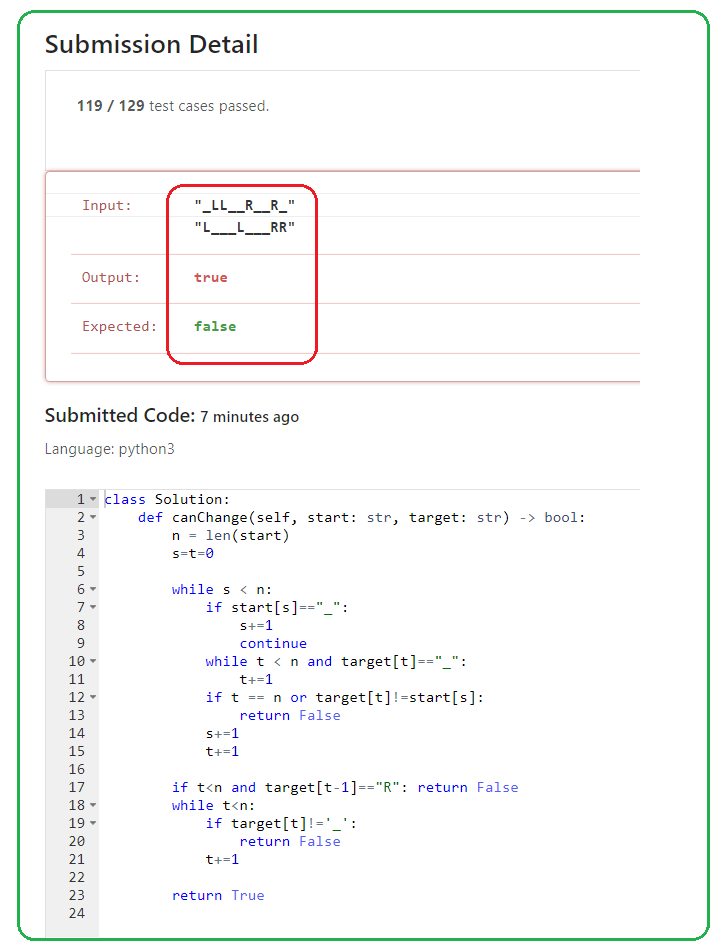 Submission Detail
119 / 129 test cases passed.
Input: "_LL__R__R_"
"L___L___RR"
Output: true
Expected: false
Submitted Code: 7 minutes ago
Language: python3
1 class Solution:
2     def canChange(self, start: str, target: str) -> bool:
3         n = len(start)
4         s=t=0
5
6         while s < n:
7             if start[s]=="_":
8                 s+=1
9                 continue
10             while t < n and target[t]=="_":
11                 t+=1
12             if t == n or target[t]!=start[s]:
13                 return False
14             s+=1
15             t+=1
16
17         if t<n and target[t-1]=="R": return False
18         while t<n:
19             if target[t]!='_':
20                 return False
21             t+=1
22
23         return True
24